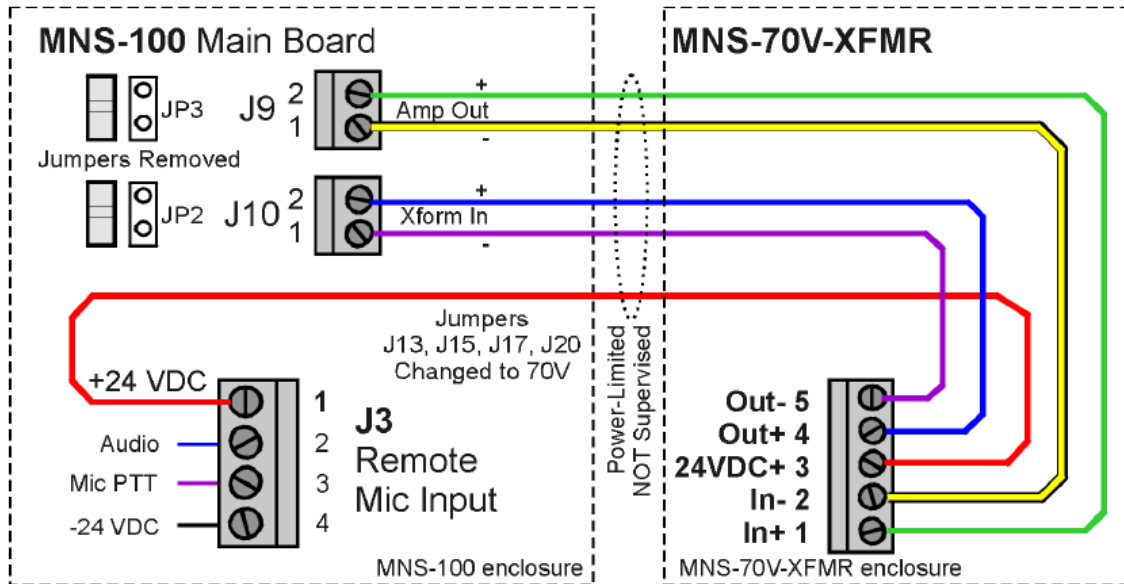 MNS-100 Main Board
JP3
J9
2
1
+
Amp Out
-
Jumpers Removed
JP2
J10
2
1
+
Xform In
-
Jumpers
J13, J15, J17, J20
Changed to 70V
+24 VDC
Audio
Mic PTT
-24 VDC
1
2
3
4
J3
Remote
Mic Input
MNS-100 enclosure
Power-Limited
NOT Supervised
MNS-70V-XFMR
Out- 5
Out+ 4
24VDC+ 3
In- 2
In+ 1
MNS-70V-XFMR enclosure